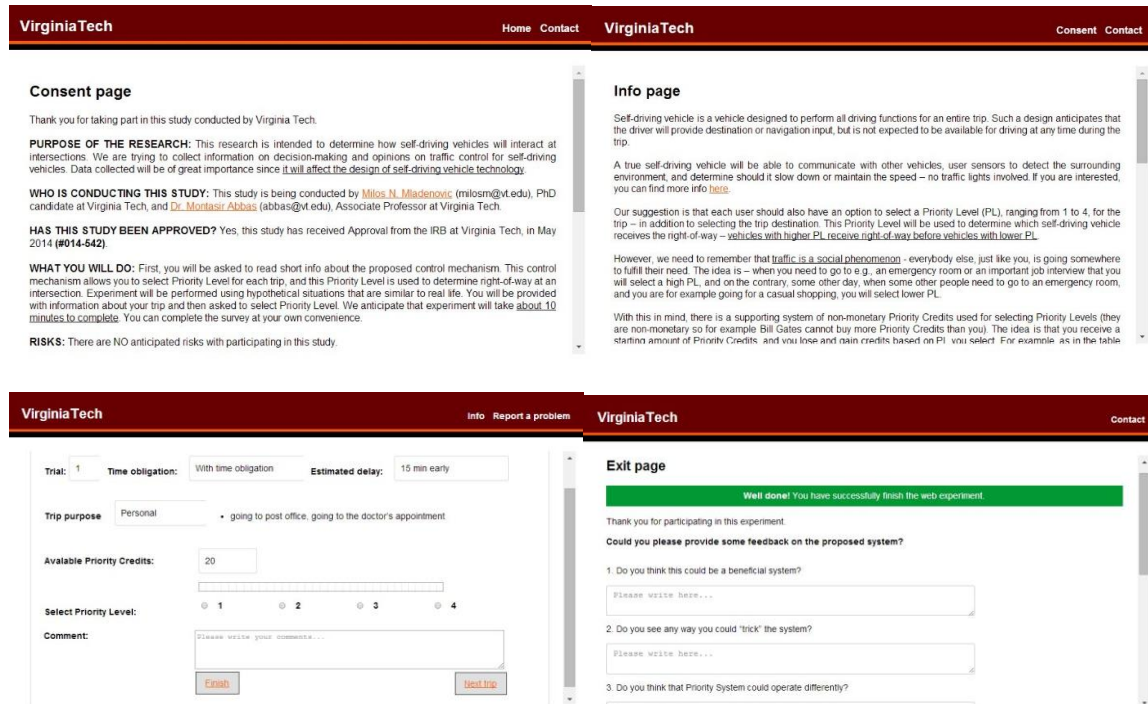 VirginiaTech
Home Contact
Consent page
Thank you for taking part in this study conducted by Virginia Tech.
PURPOSE OF THE RESEARCH: This research is intended to determine how self-driving vehicles will interact at
intersections. We are trying to collect information on decision-making and opinions on traffic control for self-driving
vehicles. Data collected will be of great importance since it will affect the design of self-driving vehicle technology.
WHO IS CONDUCTING THIS STUDY: This study is being conducted by Milos N. Mladenovic (milosm@vt.edu), PhD
candidate at Virginia Tech, and Dr. Montasir Abbas (abbas@vt.edu), Associate Professor at Virginia Tech.
HAS THIS STUDY BEEN APPROVED? Yes, this study has received Approval from the IRB at Virginia Tech, in May
2014 (#014-542).
WHAT YOU WILL DO: First, you will be asked to read short info about the proposed control mechanism. This control
mechanism allows you to select Priority Level for each trip, and this Priority Level is used to determine right-of-way at an
intersection. Experiment will be performed using hypothetical situations that are similar to real life. You will be provided
with information about your trip and then asked to select Priority Level. We anticipate that experiment will take about 10
minutes to complete. You can complete the survey at your own convenience.
RISKS: There are NO anticipated risks with participating in this study.
VirginiaTech
Consent Contact
Info page
Self-driving vehicle is a vehicle designed to perform all driving functions for an entire trip. Such a design anticipates that
the driver will provide destination or navigation input, but is not expected to be available for driving at any time during the
trip.
A true self-driving vehicle will be able to communicate with other vehicles, user sensors to detect the surrounding
environment, and determine should it slow down or maintain the speed – no traffic lights involved. If you are interested,
you can find more info here.
Our suggestion is that each user should also have an option to select a Priority Level (PL), ranging from 1 to 4, for the
trip – in addition to selecting the trip destination. This Priority Level will be used to determine which self-driving vehicle
receives the right-of-way – vehicles with higher PL receive right-of-way before vehicles with lower PL.
However, we need to remember that traffic is a social phenomenon - everybody else, just like you, is going somewhere
to fulfill their need. The idea is – when you need to go to e.g., an emergency room or an important job interview that you
will select a high PL, and on the contrary, some other day, when some other people need to go to an emergency room,
and you are for example going for a casual shopping, you will select lower PL.
With this in mind, there is a supporting system of non-monetary Priority Credits used for selecting Priority Levels (they
are non-monetary so for example Bill Gates cannot buy more Priority Credits than you). The idea is that you receive a
starting amount of Priority Credits, and you lose and gain credits based on PL you select. For example, as in the table
VirginiaTech
Info Report a problem
Trial: 1 Time obligation: With time obligation Estimated delay: 15 min early
Trip purpose Personal • going to post office, going to the doctor's appointment
Avalable Priority Credits: 20
Select Priority Level: 1 2 3 4
Comment: Please write your comments...
Finish Next trip
VirginiaTech
Contact
Exit page
Well done! You have successfully finish the web experiment.
Thank you for participating in this experiment.
Could you please provide some feedback on the proposed system?
1. Do you think this could be a beneficial system?
Please write here...
2. Do you see any way you could "trick" the system?
Please write here...
3. Do you think that Priority System could operate differently?